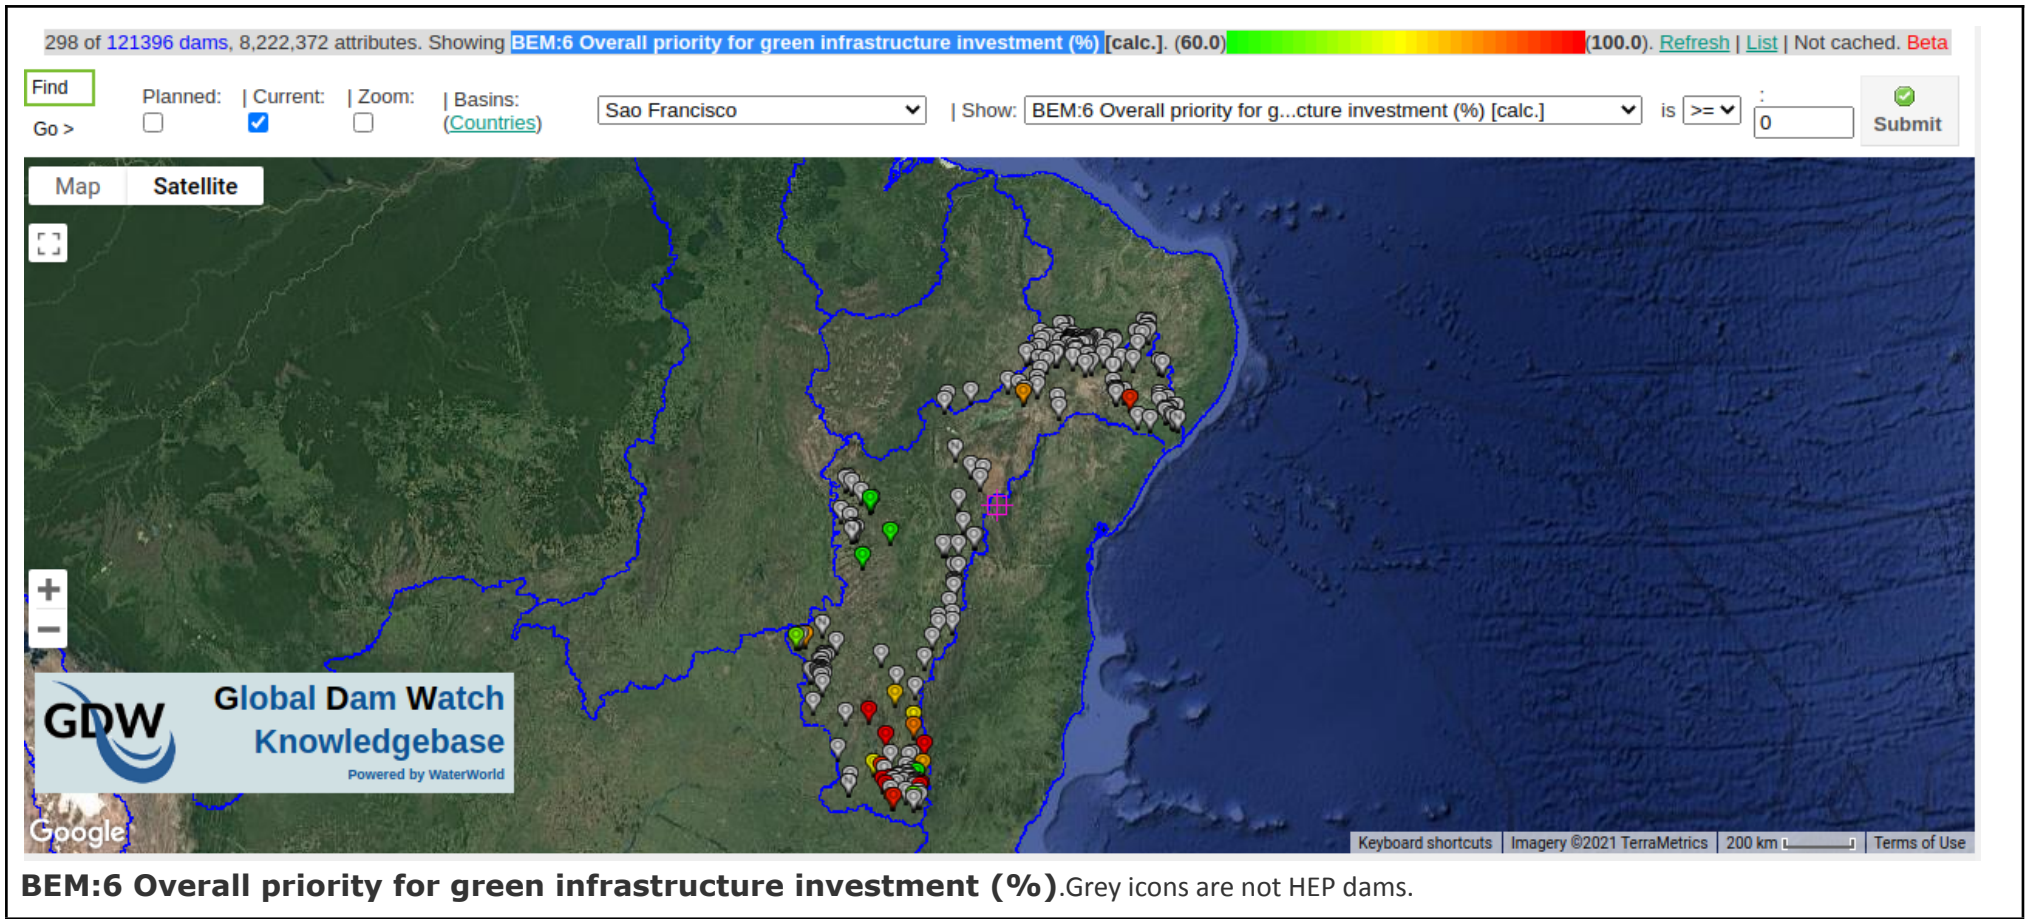 298 of 121396 dams, 8,222,372 attributes. Showing BEM:6 Overall priority for green infrastructure investment (%) [calc.]. (60.0) (100.0). Refresh | List | Not cached. Beta
Find
Go >
Planned: | Current: | Zoom: | Basins:
(Countries)
Sao Francisco
| Show: BEM:6 Overall priority for g...cture investment (%) [calc.] is >= :
0
Submit
Map Satellite
+
−
GDW
Global Dam Watch
Knowledgebase
Powered by WaterWorld
Google
Keyboard shortcuts Imagery ©2021 TerraMetrics 200 km Terms of Use
BEM:6 Overall priority for green infrastructure investment (%).Grey icons are not HEP dams.